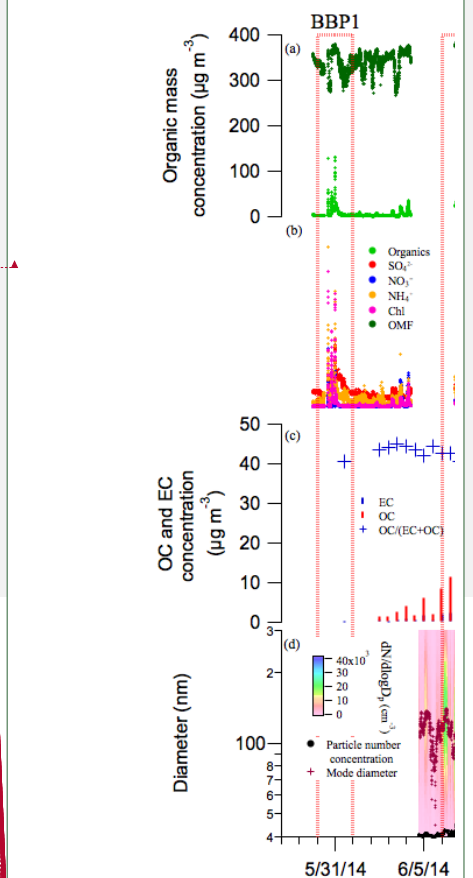 BBP1
(a)
Organic mass
concentration (µg m⁻³)
400
300
200
100
0
(b)
Organics
SO₄²⁻
NO₃⁻
NH₄⁻
Chl
OMF
(c)
OC and EC
concentration
(µg m⁻³)
50
40
30
20
10
0
EC
OC
OC/(EC+OC)
(d)
Diameter (nm)
3
2
100
8
7
6
5
4
40x10³
30
20
10
0
dN/dlogDₚ (cm⁻³)
Particle number
concentration
Mode diameter
5/31/14
6/5/14